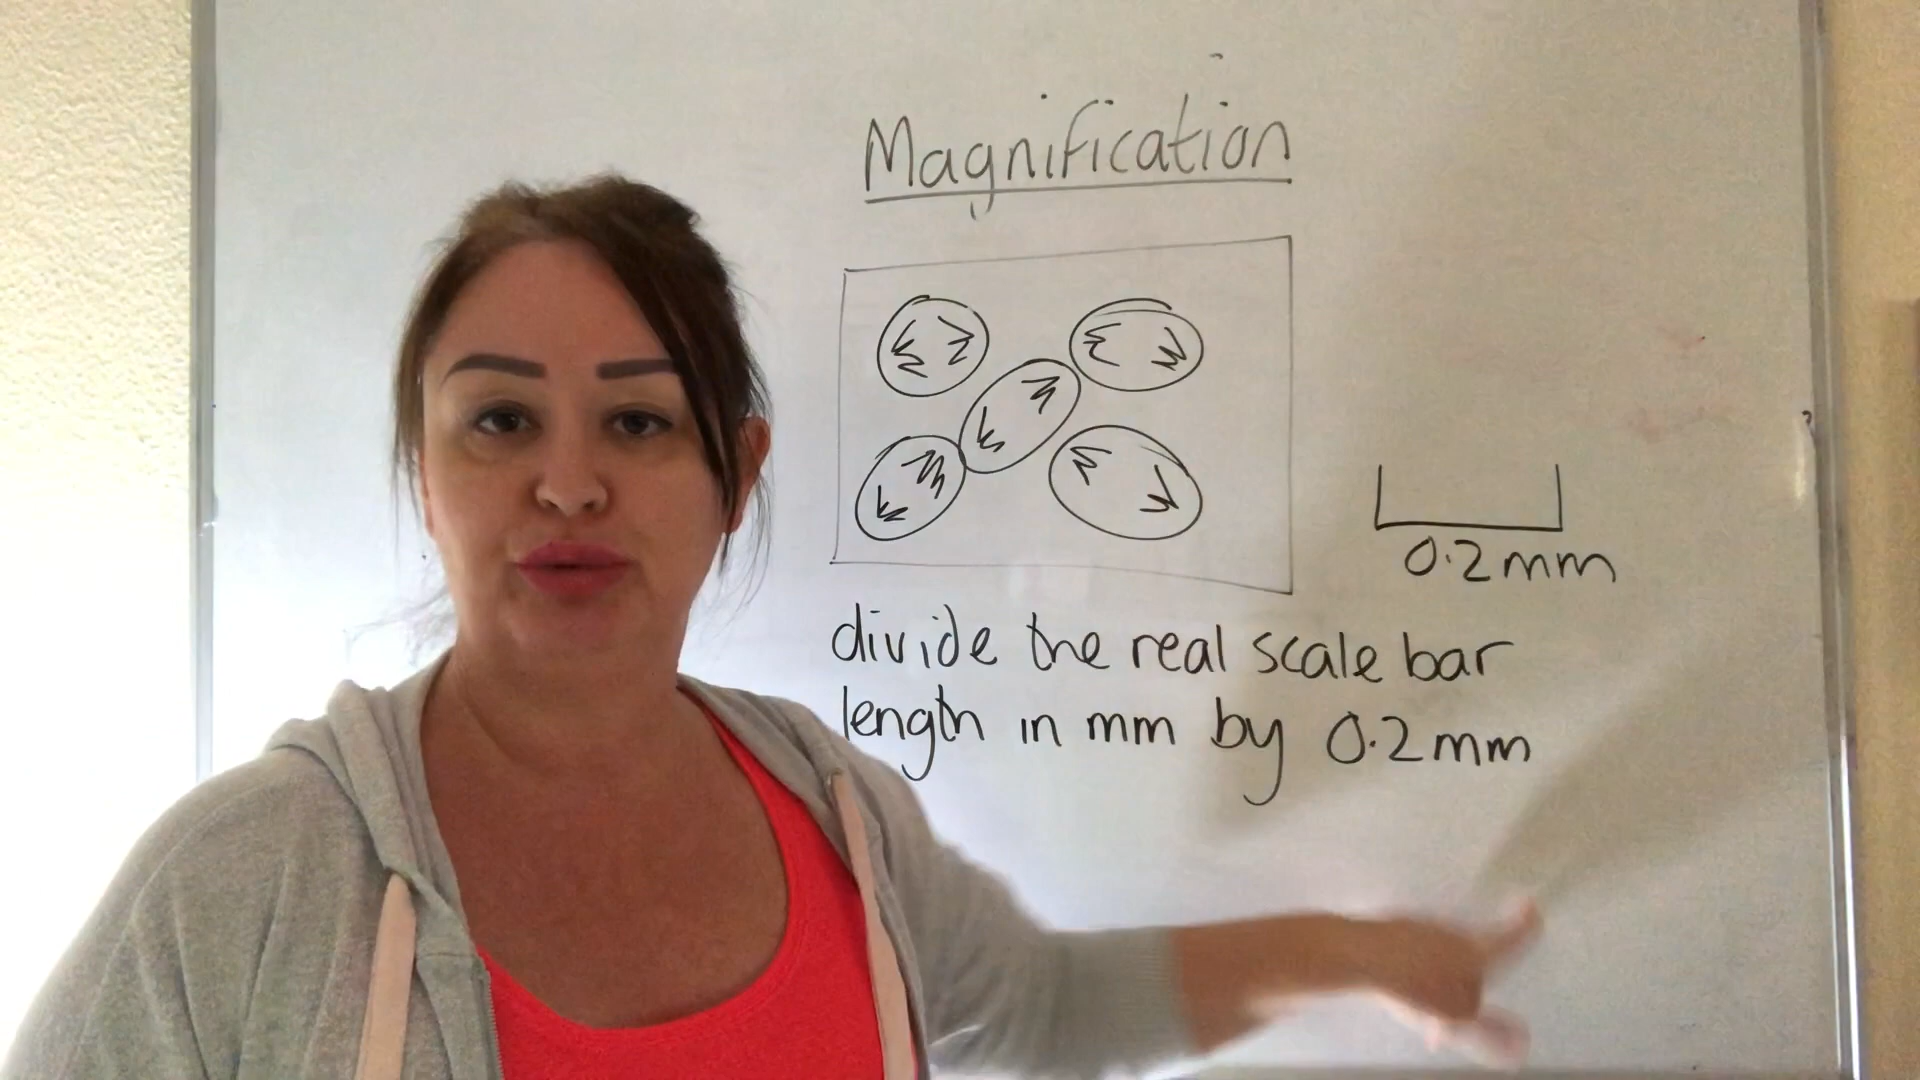 Magnification
0.2mm
divide the real scale bar
length in mm by 0.2mm